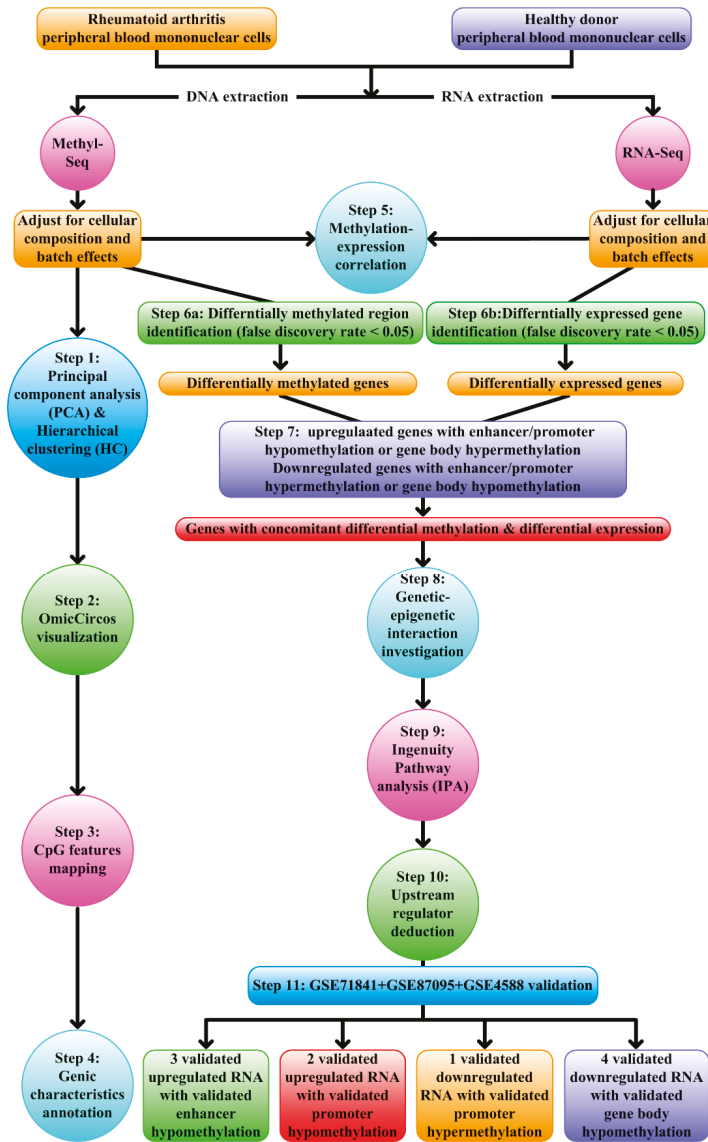 Rheumatoid arthritis
peripheral blood mononuclear cells
Healthy donor
peripheral blood mononuclear cells
DNA extraction
RNA extraction
Methyl-
Seq
RNA-Seq
Adjust for cellular
composition and
batch effects
Step 5:
Methylation-
expression
correlation
Adjust for cellular
composition and
batch effects
Step 6a: Differntially methylated region
identification (false discovery rate < 0.05)
Step 6b:Differntially expressed gene
identification (false discovery rate < 0.05)
Step 1:
Principal
component analysis
(PCA) &
Hierarchical
clustering (HC)
Differentially methylated genes
Differentially expressed genes
Step 7: upregulaated genes with enhancer/promoter
hypomethylation or gene body hypermethylation
Downregulated genes with enhancer/promoter
hypermethylation or gene body hypomethylation
Genes with concomitant differential methylation & differential expression
Step 2:
OmicCircos
visualization
Step 8:
Genetic-
epigenetic
interaction
investigation
Step 9:
Ingenuity
Pathway
analysis (IPA)
Step 3:
CpG features
mapping
Step 10:
Upstream
regulator
deduction
Step 11: GSE71841+GSE87095+GSE4588 validation
Step 4:
Genic
characteristics
annotation
3 validated
upregulated RNA
with validated
enhancer
hypomethylation
2 validated
upregulated RNA
with validated
promoter
hypomethylation
1 validated
downregulated
RNA with validated
promoter
hypermethylation
4 validated
downregulated RNA
with validated
gene body
hypomethylation